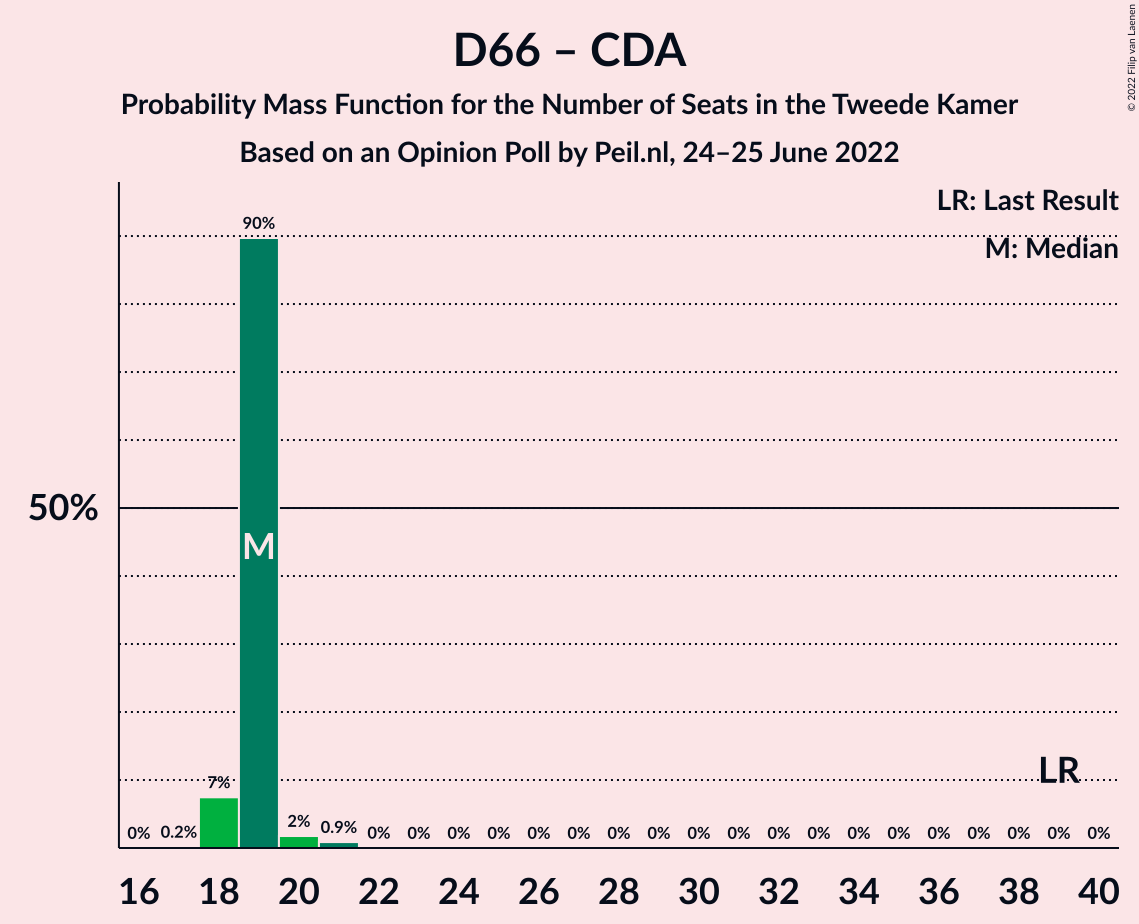 D66 – CDA
Probability Mass Function for the Number of Seats in the Tweede Kamer
Based on an Opinion Poll by Peil.nl, 24–25 June 2022
© 2022 Filip van Laenen
LR: Last Result
M: Median
90%
50%
M
LR
0% 0.2% 7% 2% 0.9% 0% 0% 0% 0% 0% 0% 0% 0% 0% 0% 0% 0% 0% 0% 0% 0% 0% 0% 0%
16 18 20 22 24 26 28 30 32 34 36 38 40